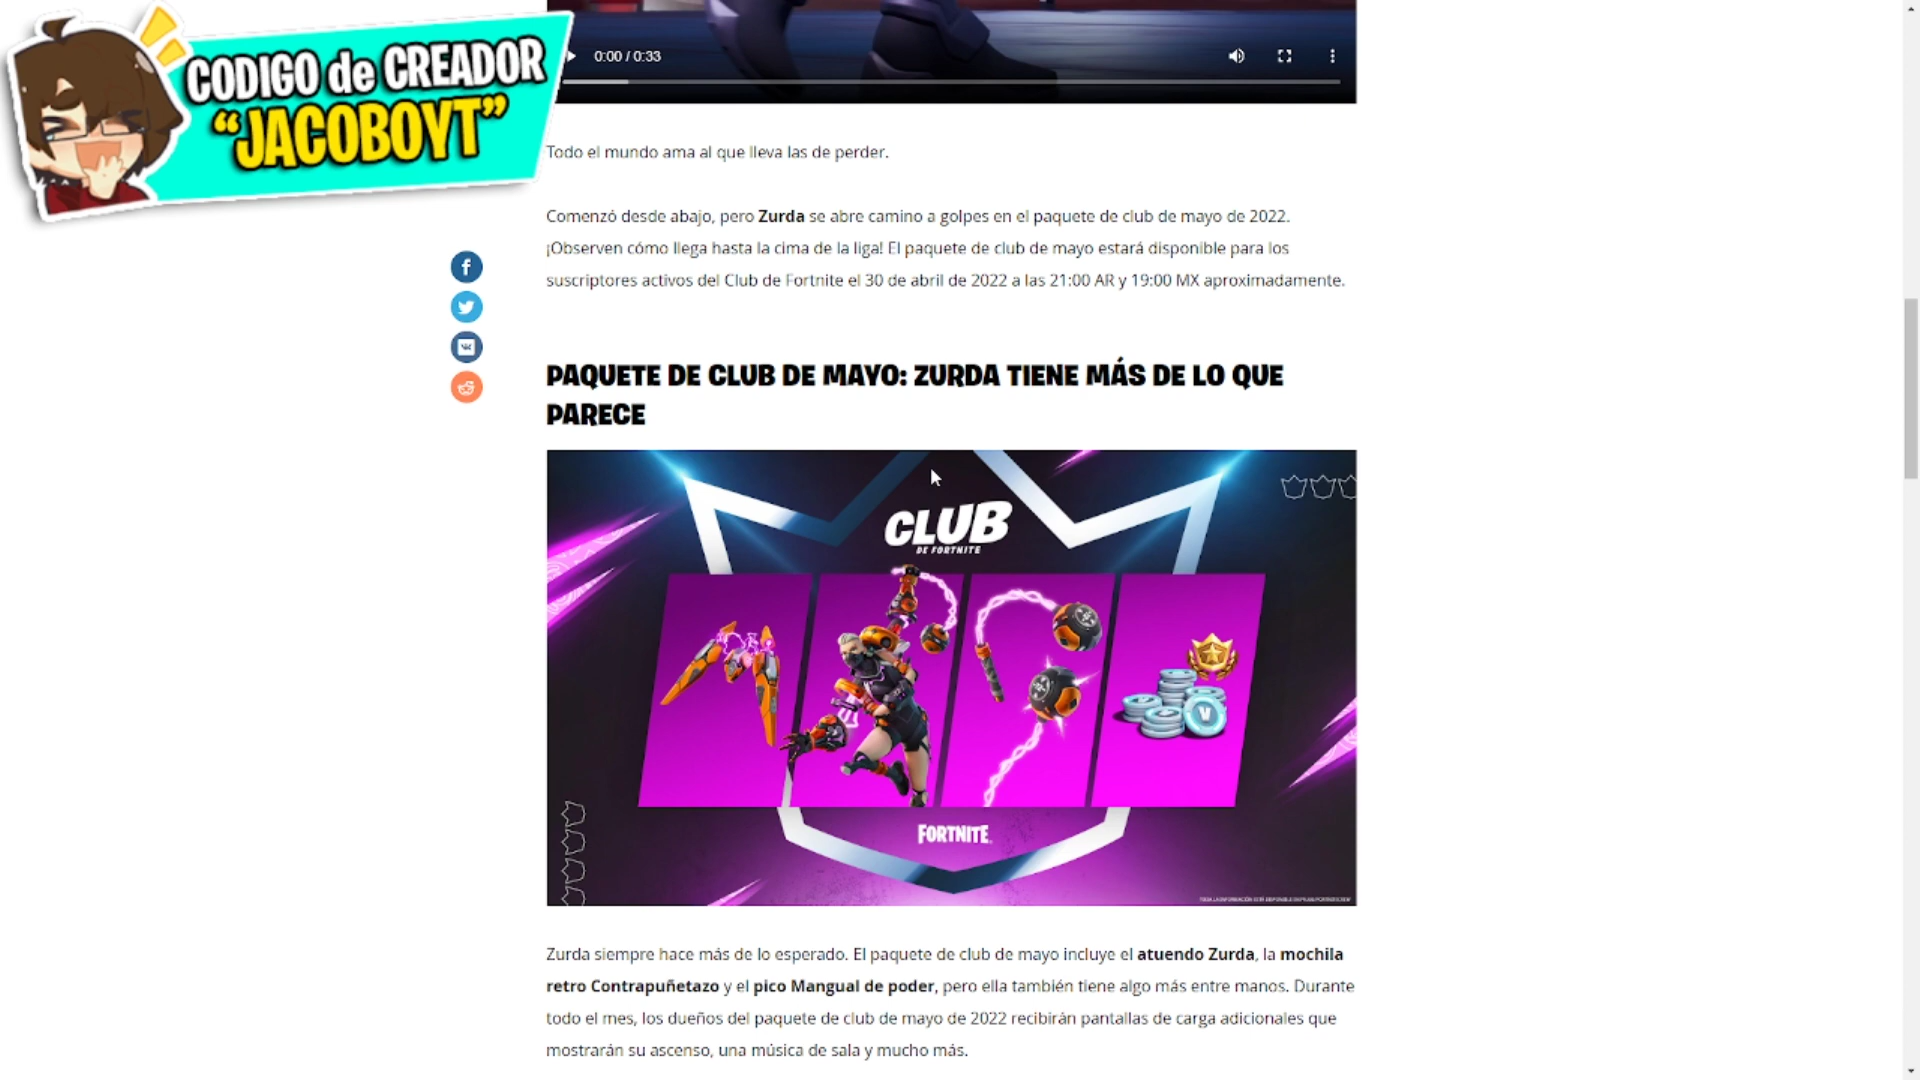 CODIGO de CREADOR
"JACOBOYT"
0:00 / 0:33
Todo el mundo ama al que lleva las de perder.
Comenzó desde abajo, pero Zurda se abre camino a golpes en el paquete de club de mayo de 2022.
¡Observen cómo llega hasta la cima de la liga! El paquete de club de mayo estará disponible para los
suscriptores activos del Club de Fortnite el 30 de abril de 2022 a las 21:00 AR y 19:00 MX aproximadamente.
PAQUETE DE CLUB DE MAYO: ZURDA TIENE MÁS DE LO QUE
PARECE
CLUB
DE FORTNITE
FORTNITE
Zurda siempre hace más de lo esperado. El paquete de club de mayo incluye el atuendo Zurda, la mochila
retro Contrapuñetazo y el pico Mangual de poder, pero ella también tiene algo más entre manos. Durante
todo el mes, los dueños del paquete de club de mayo de 2022 recibirán pantallas de carga adicionales que
mostrarán su ascenso, una música de sala y mucho más.